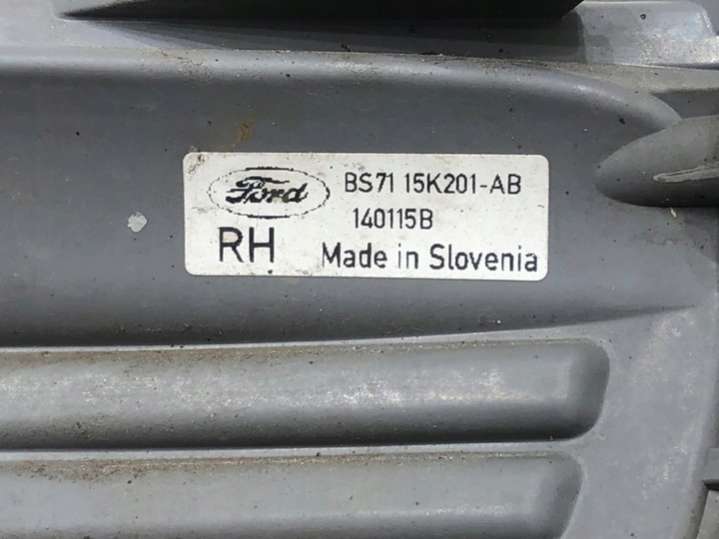 Ford BS71 15K201-AB
140115B
RH Made in Slovenia